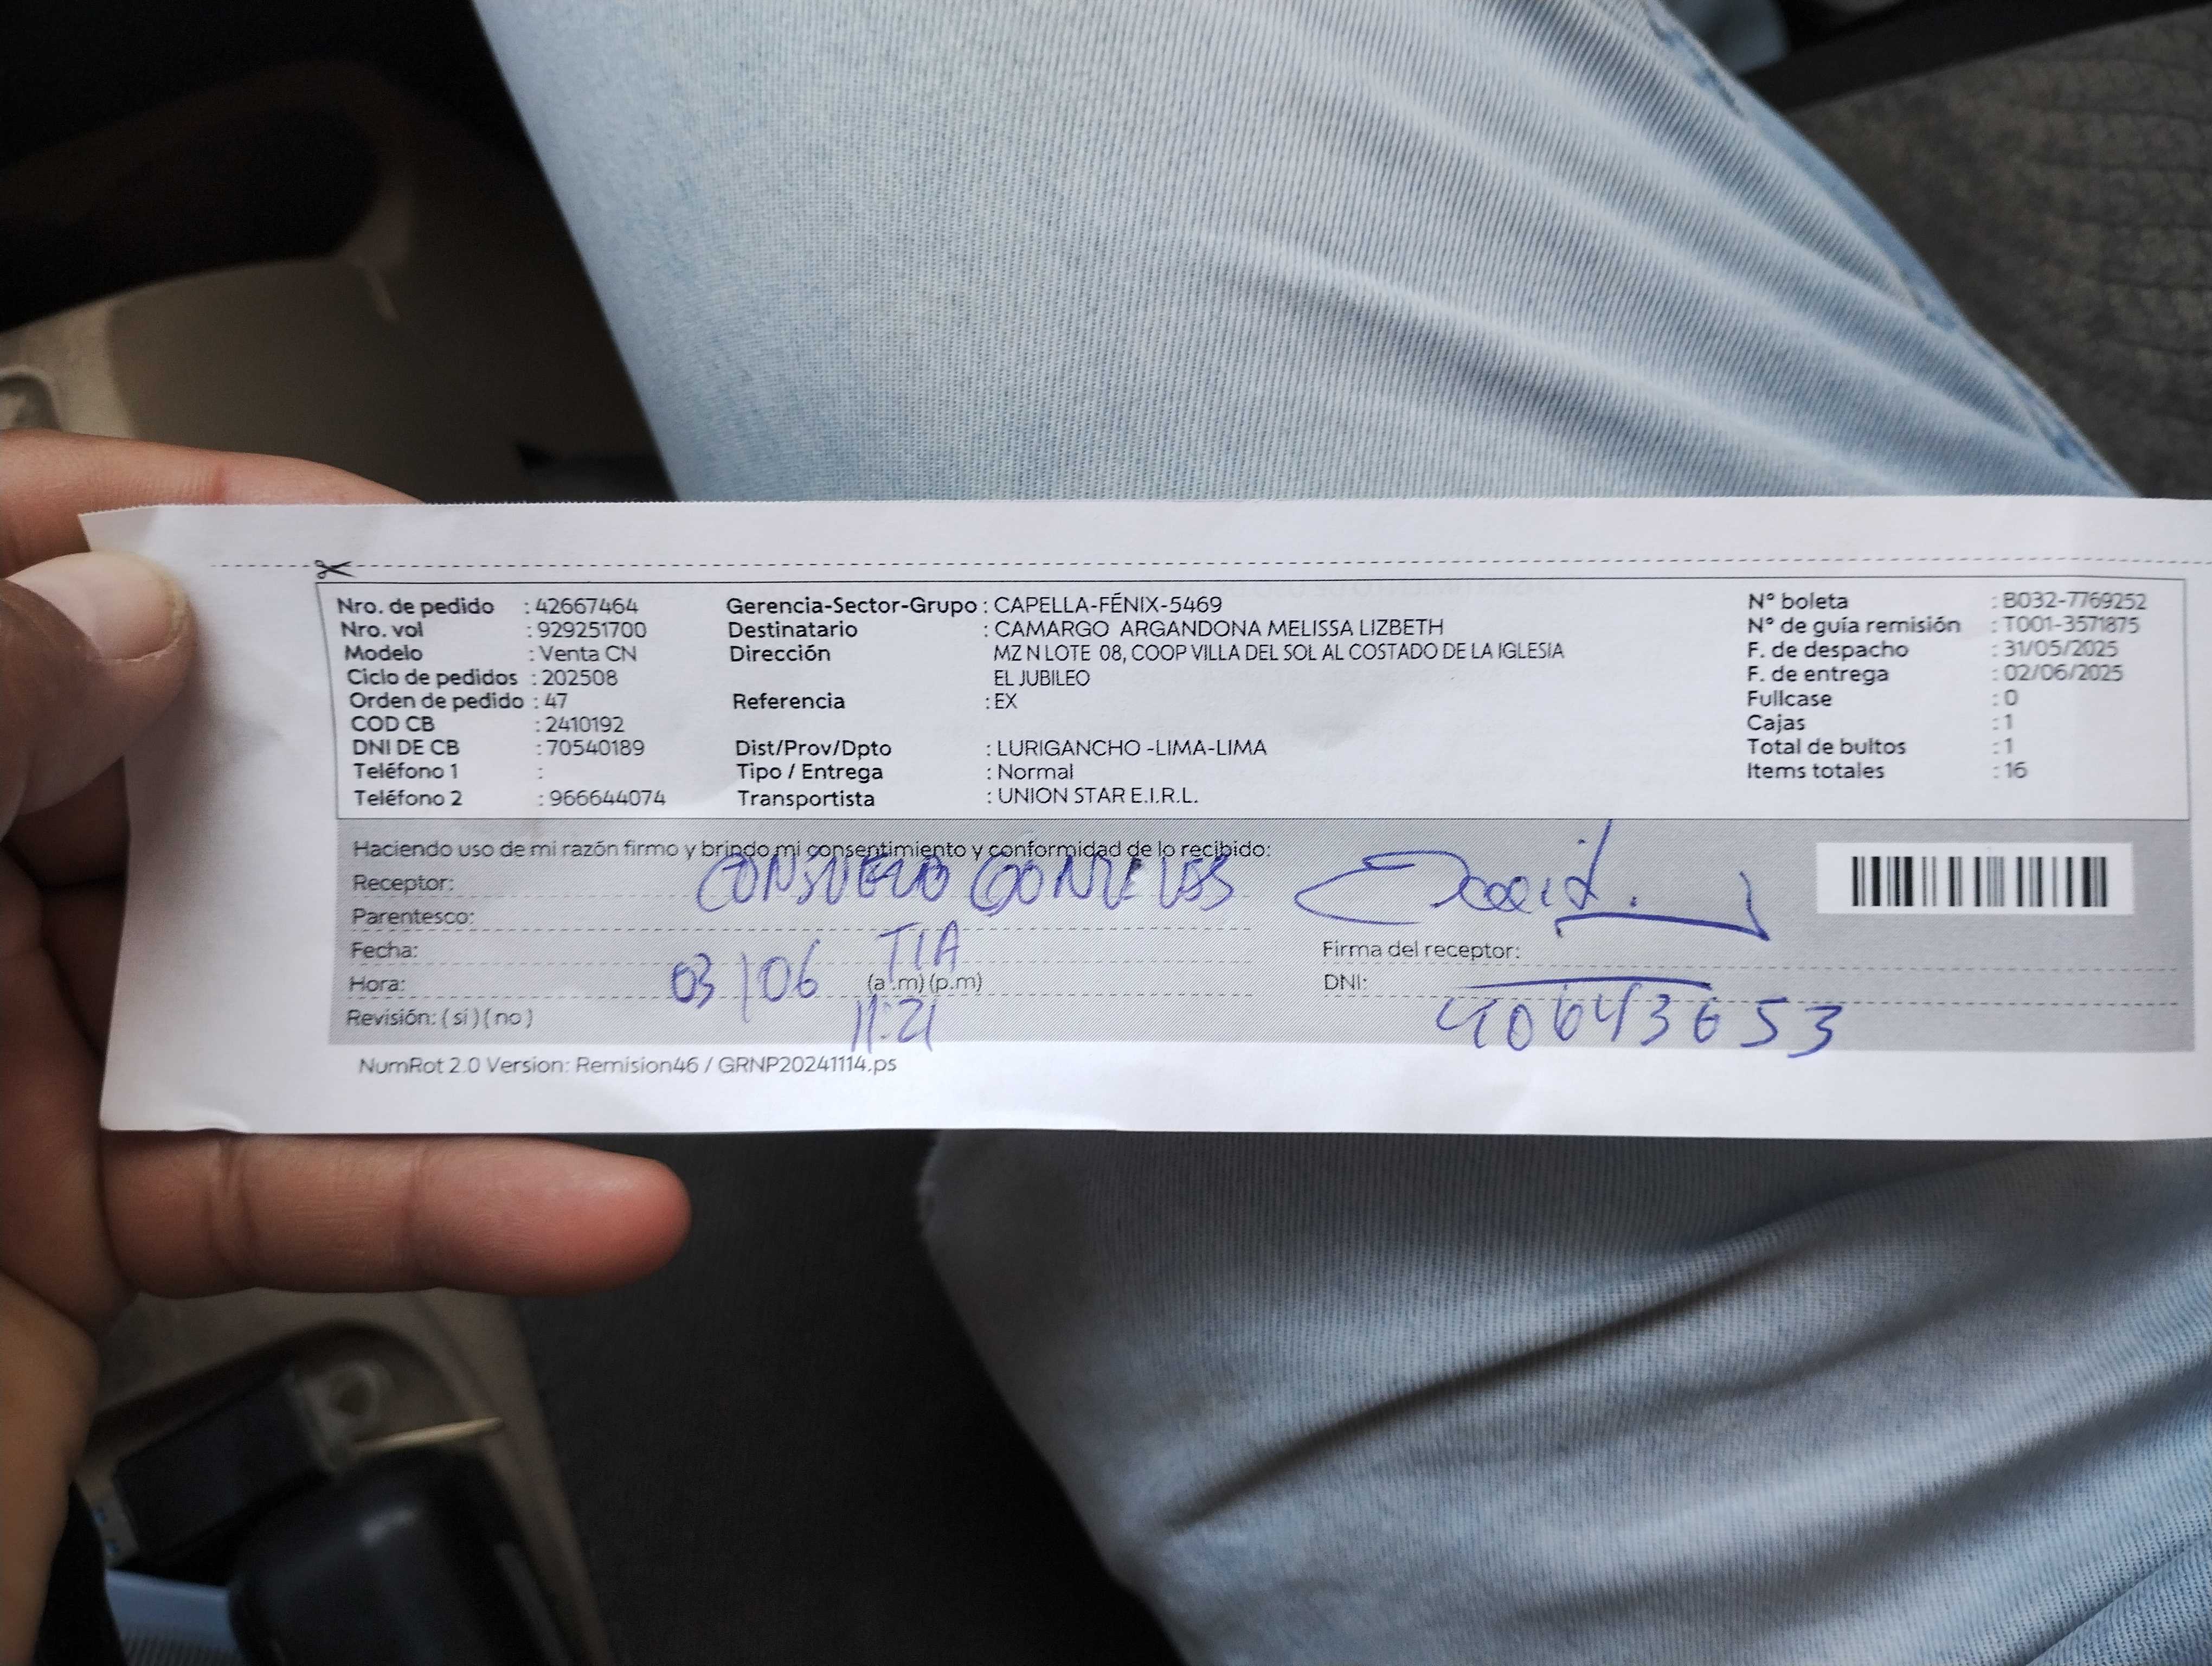 Nro. de pedido : 42667464
Nro. vol : 929251700
Modelo : Venta CN
Ciclo de pedidos : 202508
Orden de pedido : 47
COD CB : 2410192
DNI DE CB : 70540189
Teléfono 1 :
Teléfono 2 : 966644074
Gerencia-Sector-Grupo : CAPELLA-FÉNIX-5469
Destinatario : CAMARGO ARGANDONA MELISSA LIZBETH
Dirección MZ N LOTE 08, COOP VILLA DEL SOL AL COSTADO DE LA IGLESIA
EL JUBILEO
Referencia : EX
Dist/Prov/Dpto : LURIGANCHO -LIMA-LIMA
Tipo / Entrega : Normal
Transportista : UNION STAR E.I.R.L.
N° boleta : B032-7769252
N° de guía remisión : T001-3571875
F. de despacho : 31/05/2025
F. de entrega : 02/06/2025
Fullcase : 0
Cajas : 1
Total de bultos : 1
Items totales : 16
Haciendo uso de mi razón firmo y brindo mi consentimiento y conformidad de lo recibido:
Receptor: CONSUELO
Parentesco: TIA
Fecha: 03/06
Hora: (a.m) (p.m) 11:21
Revisión: (si) (no)
Firma del receptor:
DNI: 40643653
NumRot 2.0 Version: Remision46 / GRNP20241114.ps